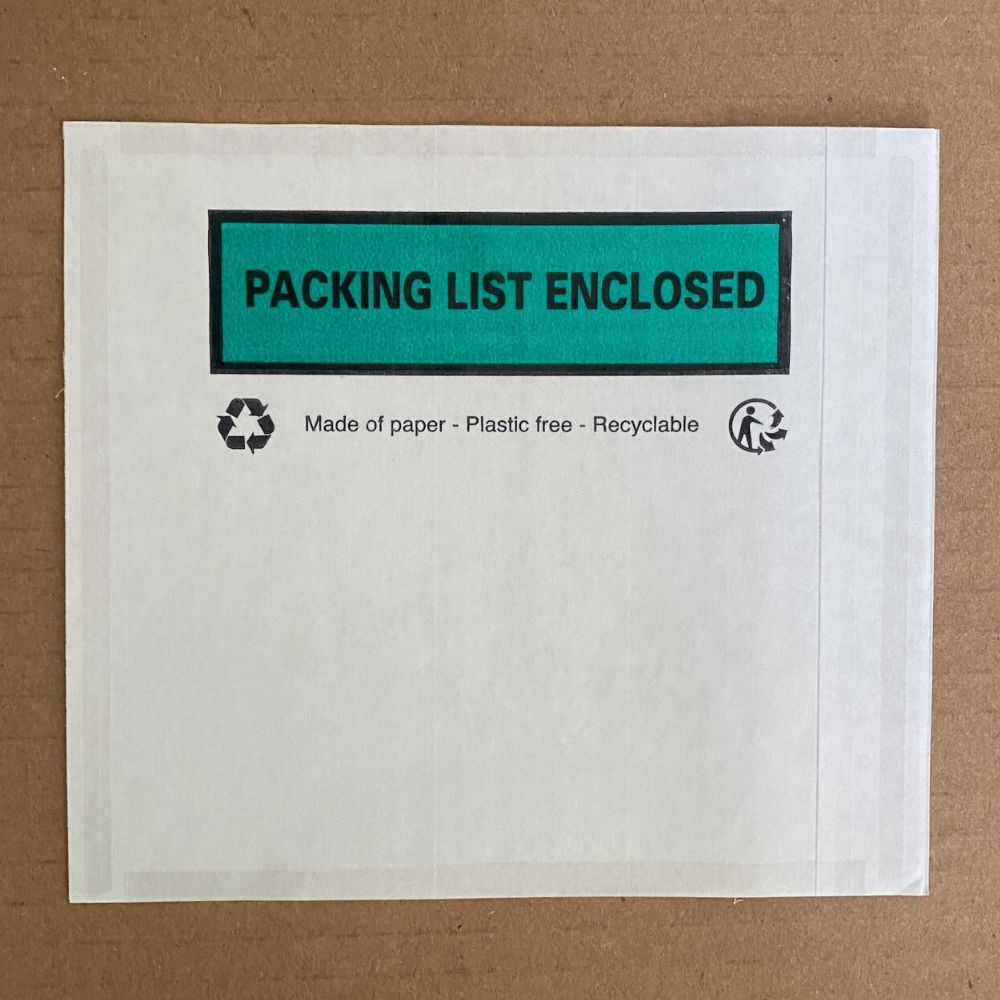 PACKING LIST ENCLOSED
Made of paper - Plastic free - Recyclable